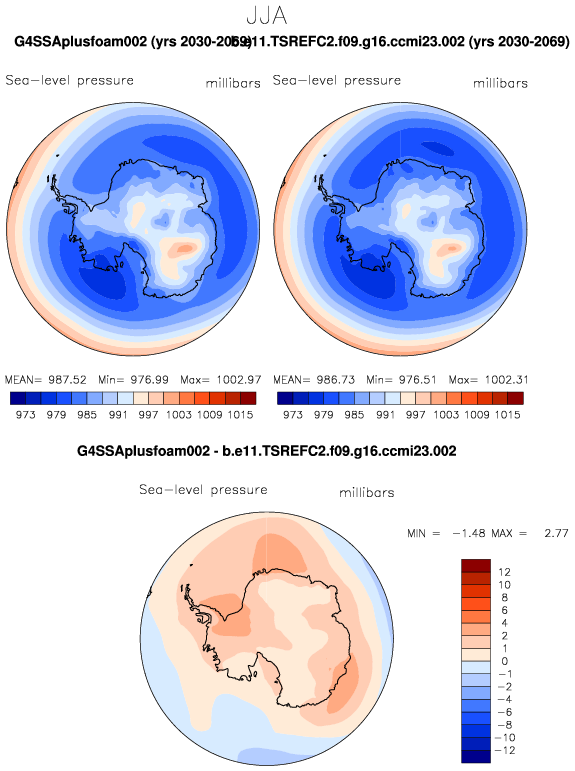 JJA
G4SSAplusfoam002 (yrs 2030-2069) b.e11.TSREFC2.f09.g16.ccmi23.002 (yrs 2030-2069)
Sea-level pressure millibars Sea-level pressure millibars
MEAN= 987.52 Min= 976.99 Max= 1002.97 MEAN= 986.73 Min= 976.51 Max= 1002.31
973 979 985 991 997 1003 1009 1015 973 979 985 991 997 1003 1009 1015
G4SSAplusfoam002 - b.e11.TSREFC2.f09.g16.ccmi23.002
Sea-level pressure millibars
MIN = -1.48 MAX = 2.77
12
10
8
6
4
2
1
0
-1
-2
-4
-6
-8
-10
-12